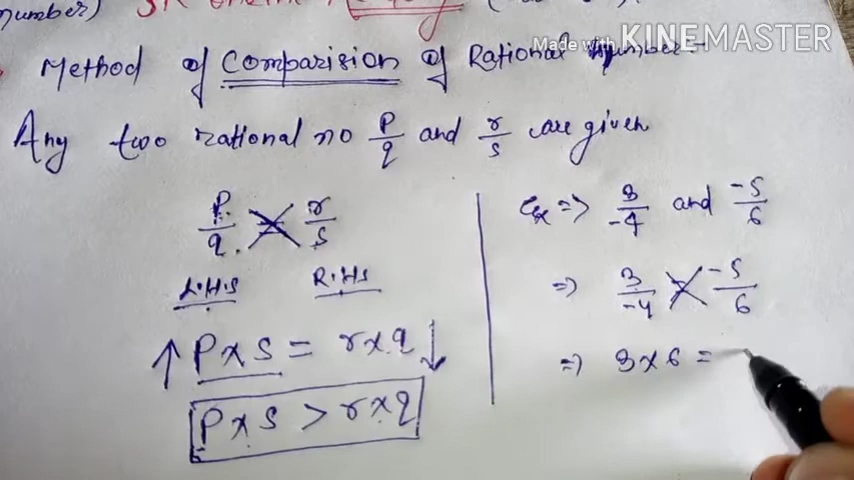 number)
Made with KINEMASTER
Method of Comparision of Rational Number:-
Any two rational no P/q and r/s are given
P/q = r/s
L.H.S R.H.S
↑ P x S = r x q ↓
P x S > r x q
Ex => 3/-4 and -5/6
=> 3/-4 = -5/6
=> 3 x 6 =